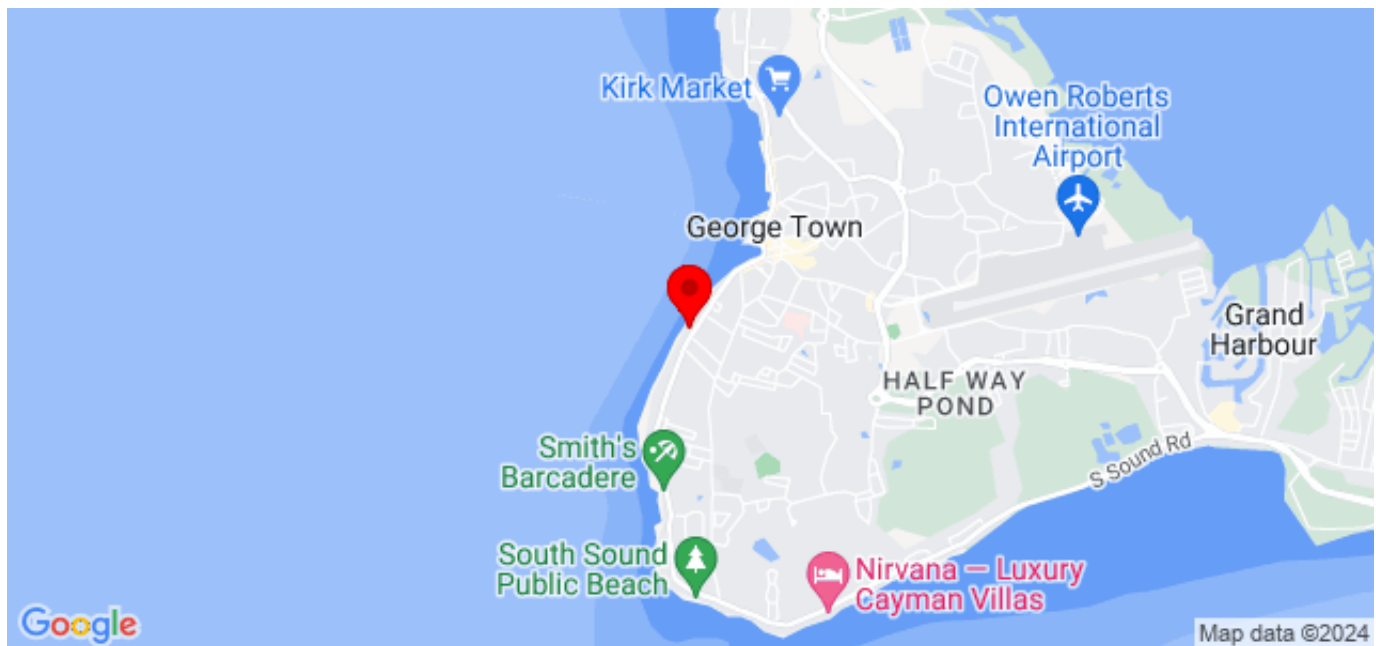 Kirk Market
Owen Roberts
International
Airport
George Town
Grand
Harbour
HALF WAY
POND
Smith's
Barcadere
S Sound Rd
South Sound
Public Beach
Nirvana — Luxury
Cayman Villas
Google
Map data ©2024